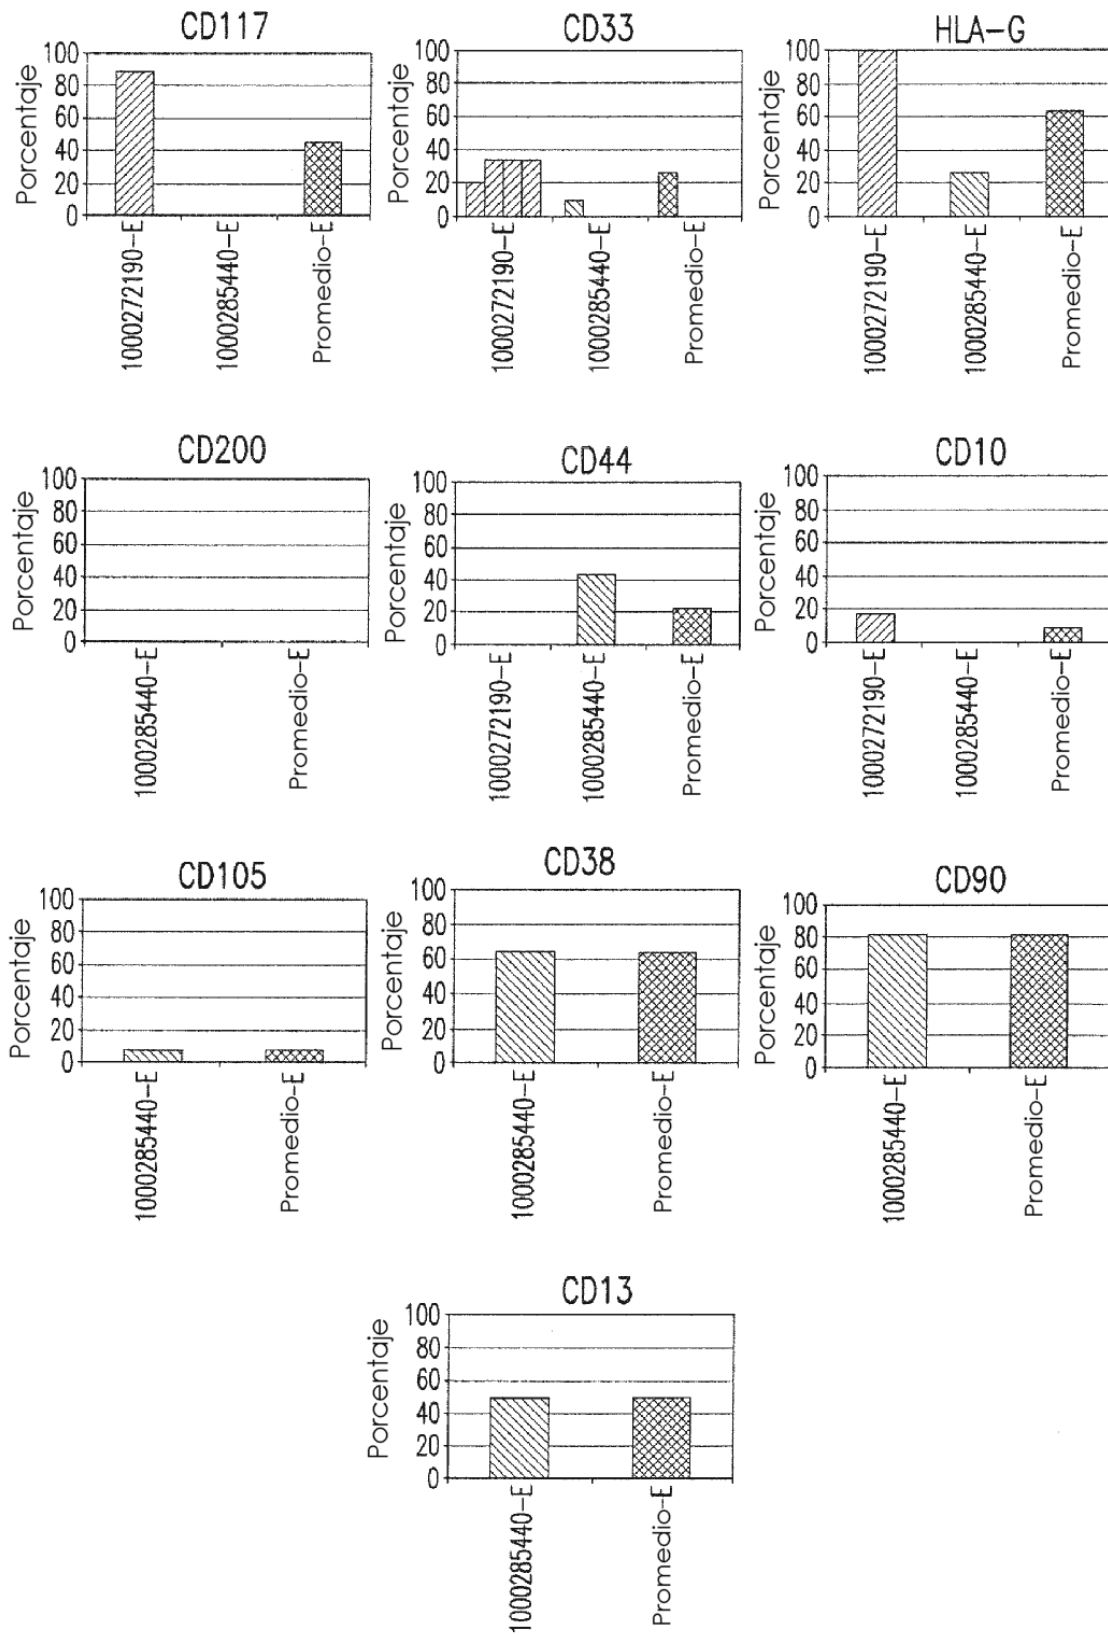 CD117
Porcentaje
100
80
60
40
20
0
1000272190-E
1000285440-E
Promedio-E
CD33
Porcentaje
100
80
60
40
20
0
1000272190-E
1000285440-E
Promedio-E
HLA-G
Porcentaje
100
80
60
40
20
0
1000272190-E
1000285440-E
Promedio-E
CD200
Porcentaje
100
80
60
40
20
0
1000285440-E
Promedio-E
CD44
Porcentaje
100
80
60
40
20
0
1000272190-E
1000285440-E
Promedio-E
CD10
Porcentaje
100
80
60
40
20
0
1000272190-E
1000285440-E
Promedio-E
CD105
Porcentaje
100
80
60
40
20
0
1000285440-E
Promedio-E
CD38
Porcentaje
100
80
60
40
20
0
1000285440-E
Promedio-E
CD90
Porcentaje
100
80
60
40
20
0
1000285440-E
Promedio-E
CD13
Porcentaje
100
80
60
40
20
0
1000285440-E
Promedio-E